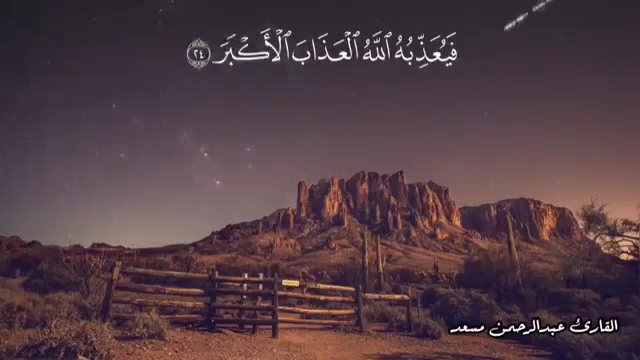 فَيُعَذِّبُهُ ٱللَّهُ ٱلْعَذَابَ ٱلْأَكْبَرَ ٢٤
القارئ عبدالرحمن مسعد